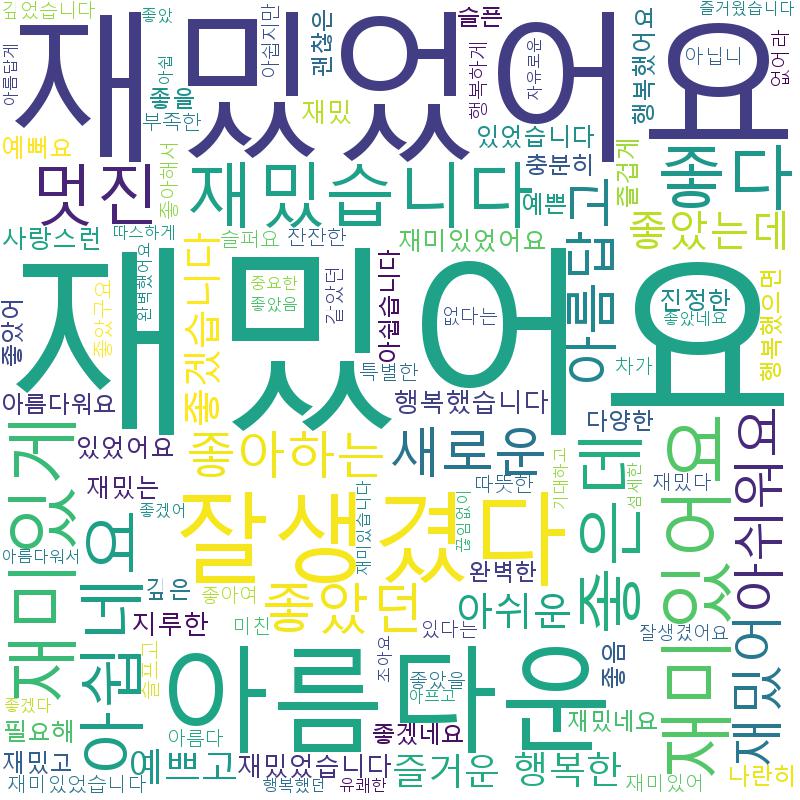 깊었습니다
좋았
슬픈
즐거웠습니다
재밌었어요
아름답게
아쉽
아쉽지만
괜찮은
행복하게
자유로운
행복했어요
아닙니
없어라
좋을
부족한
재밌
있었습니다
충분히
즐겁게
예뻐요
좋아해서
멋진
재밌습니다
예쁜
좋다
사랑스런
따스하게
슬퍼요
잔잔한
재미있었어요
아름답고
좋았는데
재밌어요
좋았어
좋았구요
완벽했어요
좋겠습니다
중요한
좋았음
같았던
아쉽습니다
없다는
진정한
좋았네요
행복했으면
특별한
차가
아름다워요
행복했습니다
다양한
재미있게
있었어요
좋아하는
새로운
좋은데
재미있어요
아쉬워요
재밌는
따뜻한
기대하고
섬세한
재밌다
좋겠어
잘생겼다
재미있습니다
끊임없이
아름다워서
아쉽네요
깊은
좋아여
좋았던
완벽한
아쉬운
지루한
미친
있다는
잘생겼어요
재밌어
슬프고
아름다운
조아요
좋았을
아프고
좋음
좋겠다
필요해
아름다
좋겠네요
재밌네요
재밌고
예쁘고
재밌었습니다
즐거운
행복한
나란히
재미있었습니다
행복했던
유쾌한
재미있어